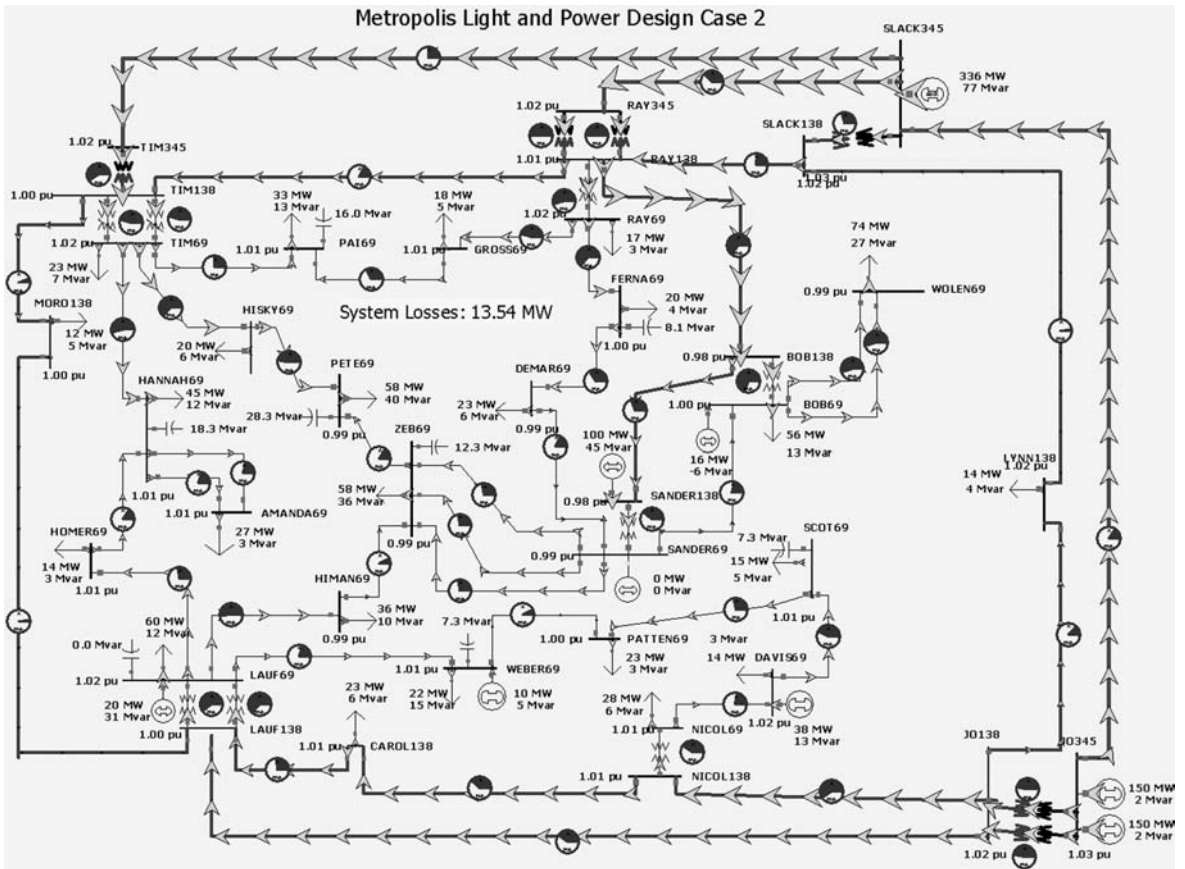 Metropolis Light and Power Design Case 2
SLACK345
336 MW
77 Mvar
1.02 pu
RAY345
SLACK138
1.02 pu
TIM345
1.01 pu
RAY138
1.03 pu
1.02 pu
1.00 pu
TIM138
33 MW
13 Mvar
16.0 Mvar
18 MW
5 Mvar
1.02 pu
RAY69
74 MW
27 Mvar
1.02 pu
TIM69
1.01 pu
PAI69
1.01 pu
GROSS69
17 MW
3 Mvar
23 MW
7 Mvar
FERNA69
MORO138
HISKY69
System Losses: 13.54 MW
20 MW
4 Mvar
8.1 Mvar
0.99 pu
WOLEN69
12 MW
5 Mvar
20 MW
6 Mvar
1.00 pu
1.00 pu
PETE69
DEMAR69
0.98 pu
BOB138
HANNAH69
45 MW
12 Mvar
58 MW
40 Mvar
23 MW
6 Mvar
1.00 pu
BOB69
18.3 Mvar
28.3 Mvar
0.99 pu
ZEB69
12.3 Mvar
0.99 pu
100 MW
45 Mvar
16 MW
-6 Mvar
56 MW
13 Mvar
LYNN138
1.02 pu
14 MW
4 Mvar
1.01 pu
58 MW
36 Mvar
0.98 pu
SANDER138
1.01 pu
AMANDA69
SCOT69
HOMER69
27 MW
3 Mvar
0.99 pu
0.99 pu
SANDER69
7.3 Mvar
15 MW
5 Mvar
14 MW
3 Mvar
1.01 pu
HIMAN69
0 MW
0 Mvar
36 MW
10 Mvar
0.99 pu
1.01 pu
60 MW
12 Mvar
7.3 Mvar
1.00 pu
PATTEN69
3 Mvar
0.0 Mvar
1.01 pu
WEBER69
23 MW
3 Mvar
14 MW
DAVIS69
1.02 pu
LAUF69
23 MW
6 Mvar
22 MW
15 Mvar
10 MW
5 Mvar
28 MW
6 Mvar
20 MW
31 Mvar
1.02 pu
38 MW
13 Mvar
1.00 pu
LAUF138
1.01 pu
NICOL69
1.01 pu
CAROL138
JO138
JO345
1.01 pu
NICOL138
150 MW
2 Mvar
150 MW
2 Mvar
1.02 pu
1.03 pu